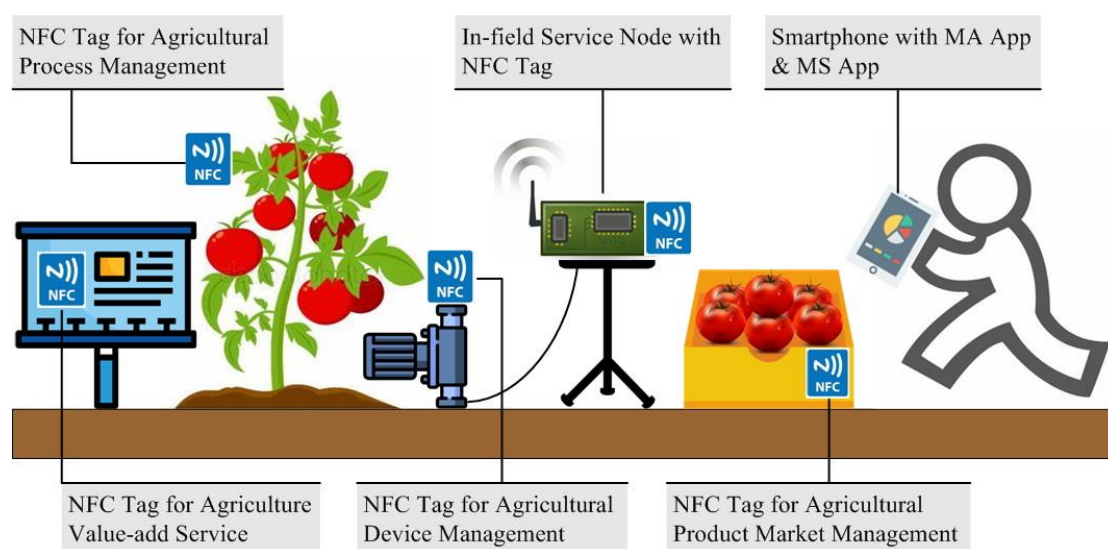 NFC Tag for Agricultural
Process Management
In-field Service Node with
NFC Tag
Smartphone with MA App
& MS App
NFC
NFC
NFC
NFC
NFC
NFC Tag for Agriculture
Value-add Service
NFC Tag for Agricultural
Device Management
NFC Tag for Agricultural
Product Market Management